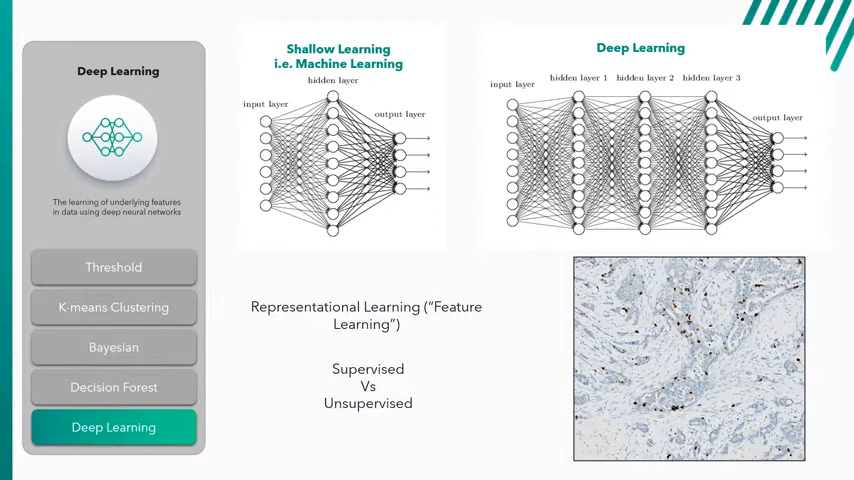 Deep Learning
The learning of underlying features
in data using deep neural networks
Threshold
K-means Clustering
Bayesian
Decision Forest
Deep Learning
Shallow Learning
i.e. Machine Learning
hidden layer
input layer
output layer
Deep Learning
hidden layer 1 hidden layer 2 hidden layer 3
input layer
output layer
Representational Learning (“Feature
Learning”)
Supervised
Vs
Unsupervised